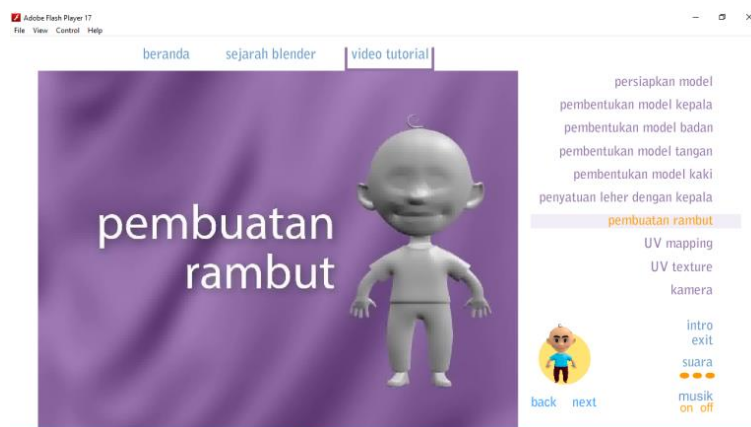 Adobe Flash Player 17
File View Control Help
beranda sejarah blender video tutorial
pembuatan
rambut
persiapkan model
pembentukan model kepala
pembentukan model badan
pembentukan model tangan
pembentukan model kaki
penyatuan leher dengan kepala
pembuatan rambut
UV mapping
UV texture
kamera
intro
exit
suara
back next
musik
on off